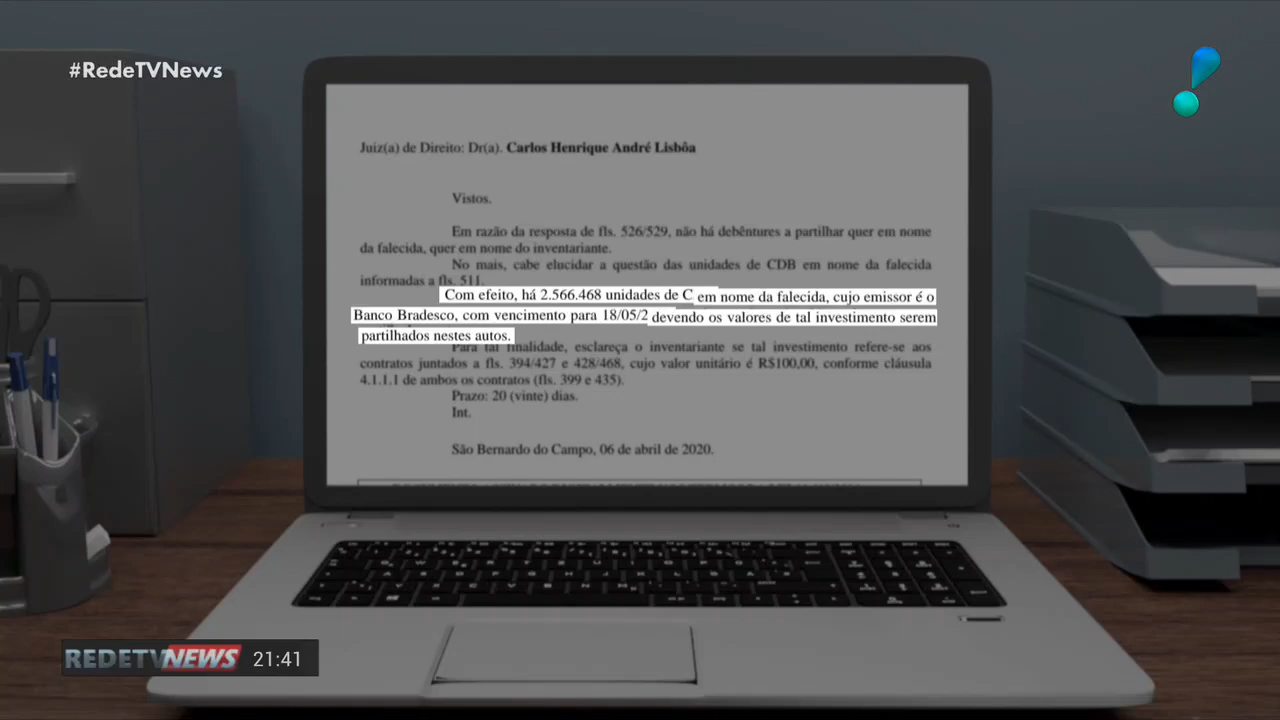 #RedeTVNews
Juiz(a) de Direito: Dr(a). Carlos Henrique André Lisbôa
Vistos.
Em razão da resposta de fls. 526/529, não há debêntures a partilhar quer em nome
da falecida, quer em nome do inventariante.
No mais, cabe elucidar a questão das unidades de CDB em nome da falecida
informadas a fls. 511.
Com efeito, há 2.566.468 unidades de C em nome da falecida, cujo emissor é o
Banco Bradesco, com vencimento para 18/05/2 devendo os valores de tal investimento serem
partilhados nestes autos.
Para tal finalidade, esclareça o inventariante se tal investimento refere-se aos
contratos juntados a fls. 394/427 e 428/468, cujo valor unitário é R$100,00, conforme cláusula
4.1.1.1 de ambos os contratos (fls. 399 e 435).
Prazo: 20 (vinte) dias.
Int.
São Bernardo do Campo, 06 de abril de 2020.
REDETVNEWS 21:41